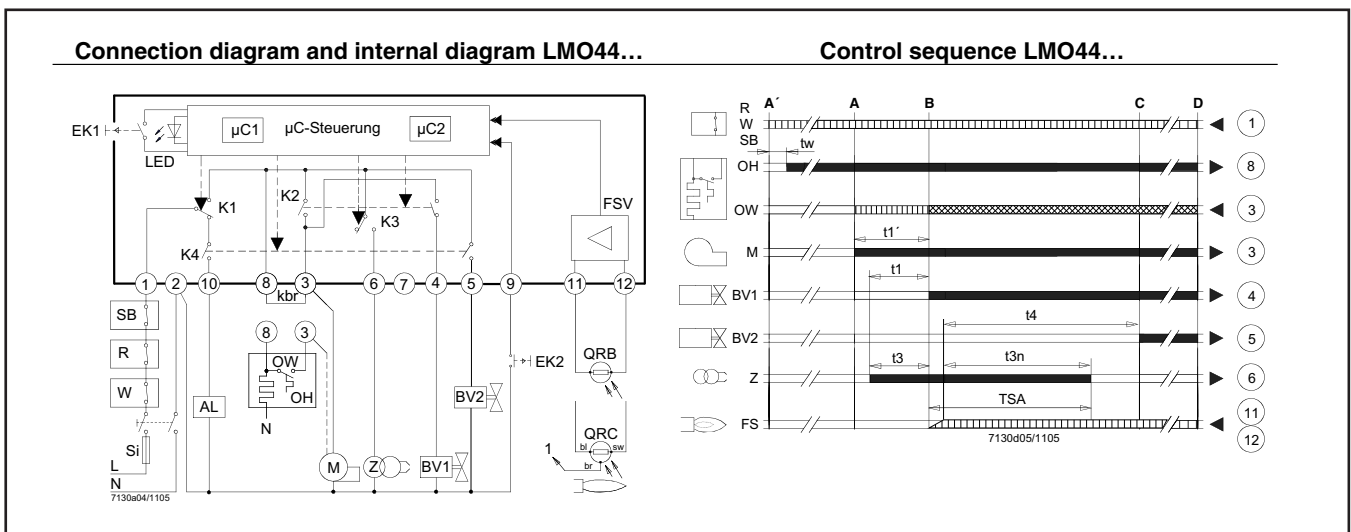 Connection diagram and internal diagram LMO44...
Control sequence LMO44...
EK1
LED
µC1
µC-Steuerung
µC2
K1
K2
K3
K4
FSV
1
2
10
8
3
6
7
4
5
9
11
12
kbr
SB
R
W
Si
L
N
7130a04/1105
AL
8
3
OW
OH
N
M
Z
BV1
BV2
EK2
QRB
QRC
bl
sw
br
1
A´
A
B
C
D
R
W
SB
1
tw
OH
8
OW
3
t1´
M
3
t1
BV1
4
t4
BV2
5
t3
t3n
Z
6
TSA
FS
11
12
7130d05/1105